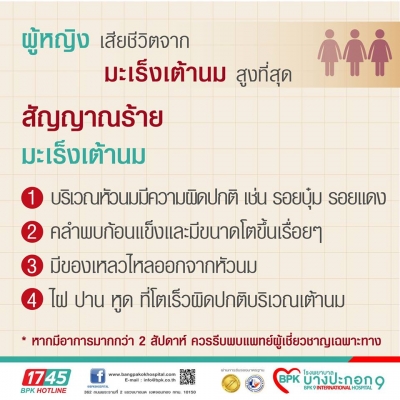 ผู้หญิง เสียชีวิตจาก
มะเร็งเต้านม สูงที่สุด
สัญญาณร้าย
มะเร็งเต้านม
1 บริเวณหัวนมมีความผิดปกติ เช่น รอยบุ๋ม รอยแดง
2 คลำพบก้อนแข็งและมีขนาดโตขึ้นเรื่อยๆ
3 มีของเหลวไหลออกจากหัวนม
4 ไฝ ปาน หูด ที่โตเร็วผิดปกติบริเวณเต้านม
* หากมีอาการมากกว่า 2 สัปดาห์ ควรรีบพบแพทย์ผู้เชี่ยวชาญเฉพาะทาง
1745
BPK HOTLINE
www.bangpakokhospital.com
E-mail : info@bpk.co.th
โรงพยาบาล
BPK บางปะกอก 9
BPK 9 INTERNATIONAL HOSPITAL